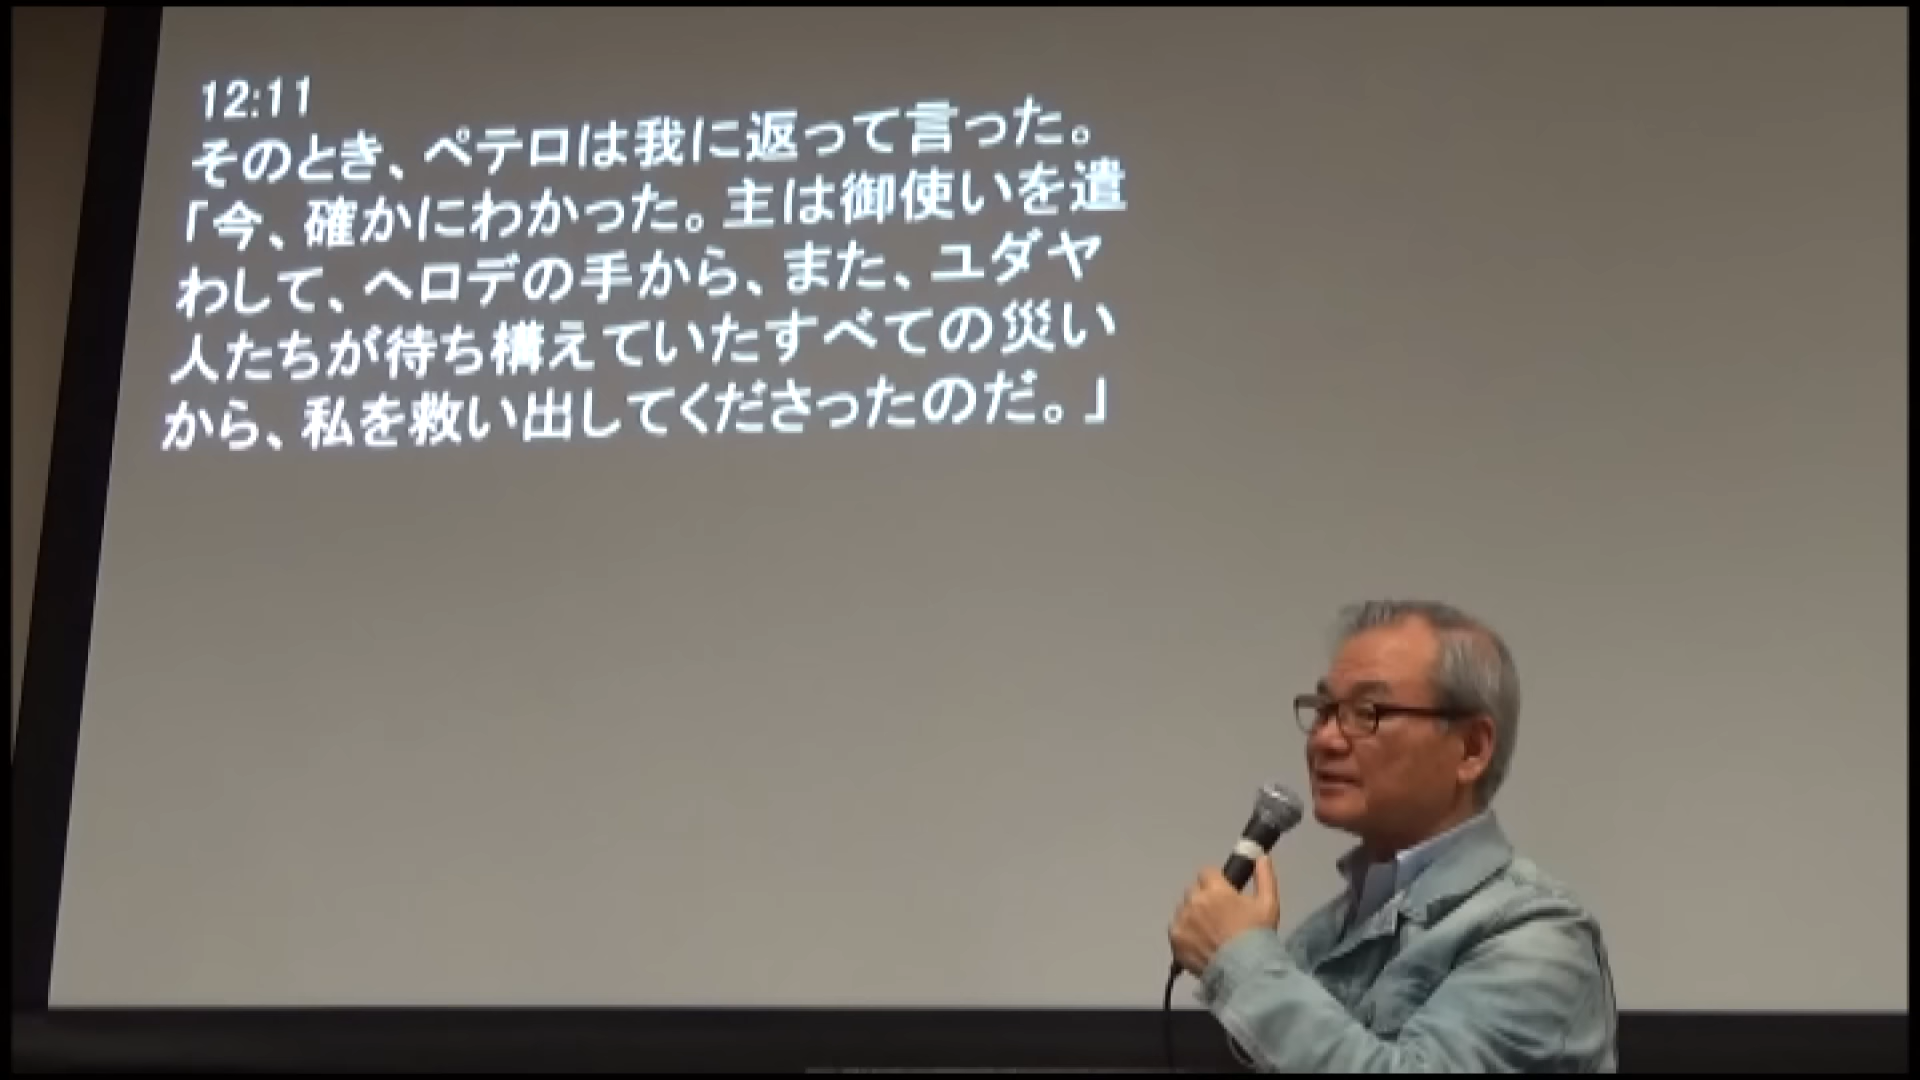 12:11
そのとき、ペテロは我に返って言った。
「今、確かにわかった。主は御使いを遣
わして、ヘロデの手から、また、ユダヤ
人たちが待ち構えていたすべての災い
から、私を救い出してくださったのだ。」